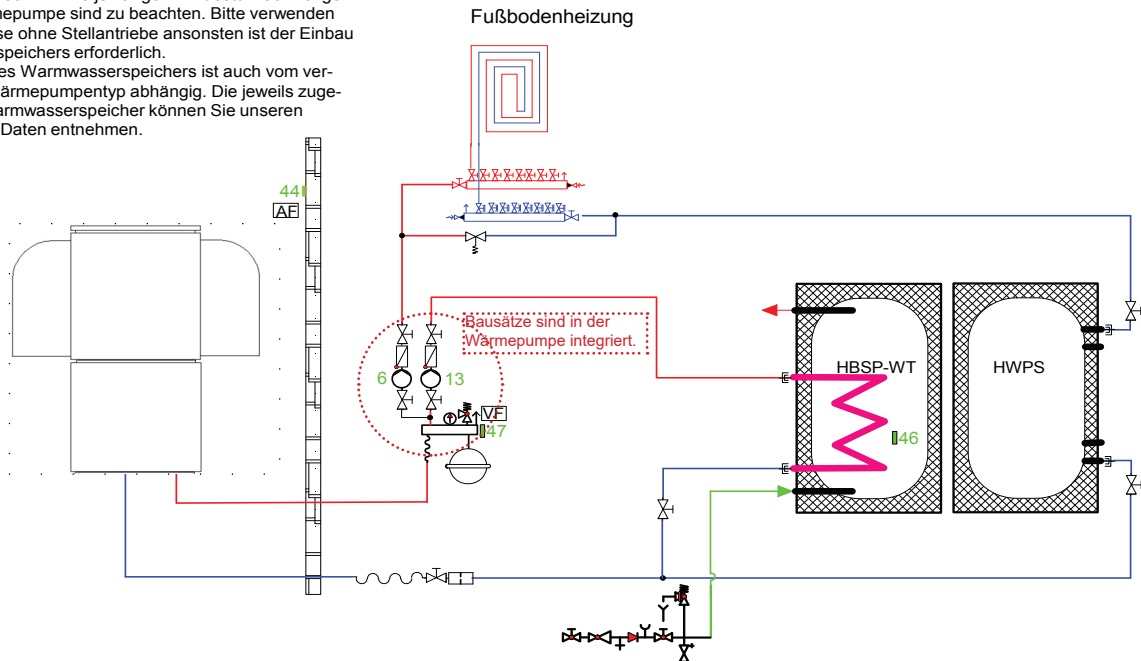 mepumpe sind zu beachten. Bitte verwenden
se ohne Stellantriebe ansonsten ist der Einbau
speichers erforderlich.
es Warmwasserspeichers ist auch vom ver-
ärmepumpentyp abhängig. Die jeweils zuge-
armwasserspeicher können Sie unseren
Daten entnehmen.
Fußbodenheizung
44
AF
Bausätze sind in der
Wärmepumpe integriert.
6
13
VF
47
HBSP-WT
HWPS
46